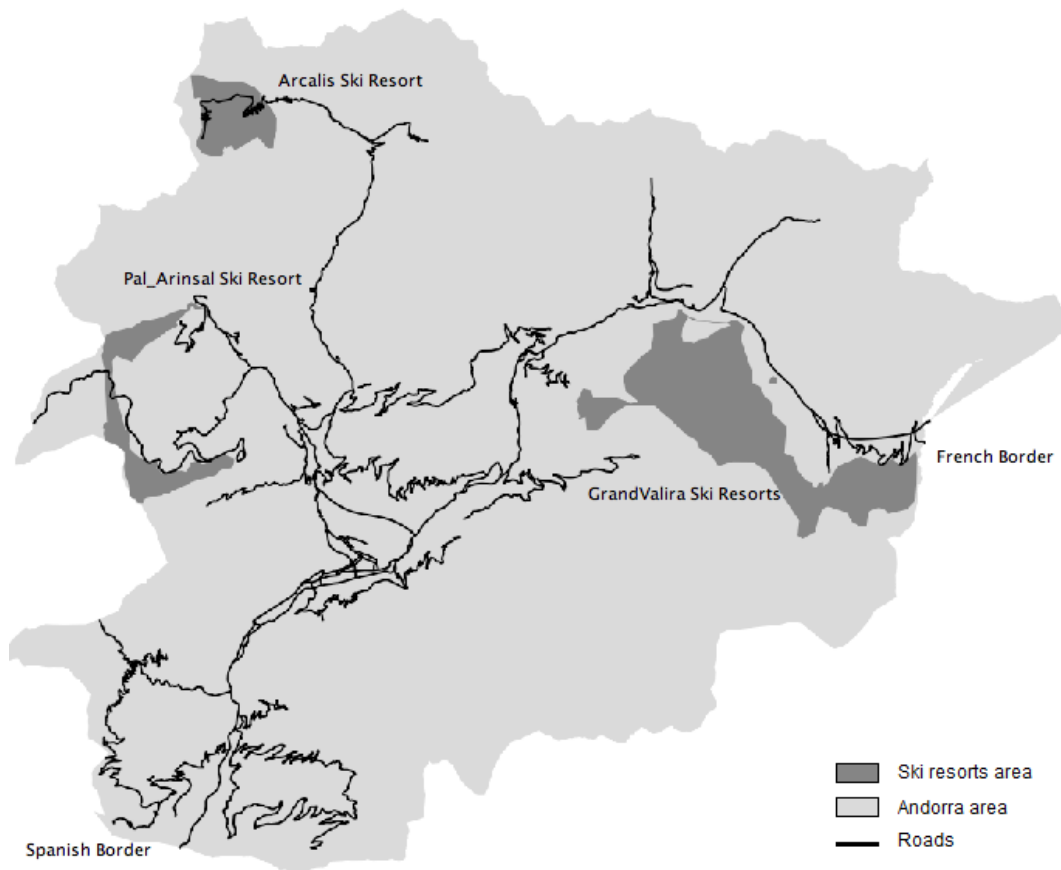 Arcalis Ski Resort
Pal_Arinsal Ski Resort
French Border
GrandValira Ski Resorts
Ski resorts area
Andorra area
Roads
Spanish Border